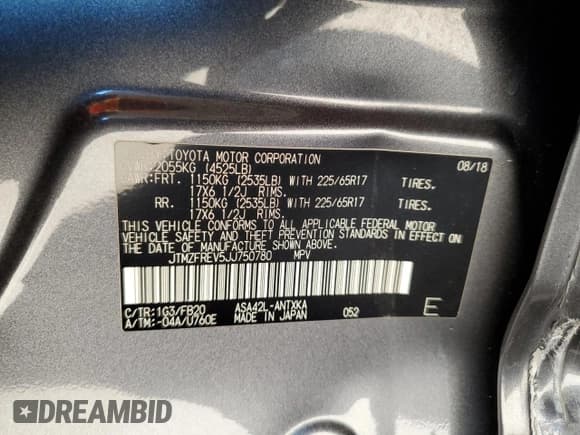 TOYOTA MOTOR CORPORATION 08/18
2055KG (4525LB)
FRT. 1150KG (2535LB) WITH 225/65R17 TIRES.
17X6 1/2J RIMS.
RR. 1150KG (2535LB) WITH 225/65R17 TIRES.
17X6 1/2J RIMS.
THIS VEHICLE CONFORMS TO ALL APPLICABLE FEDERAL MOTOR
VEHICLE SAFETY AND THEFT PREVENTION STANDARDS IN EFFECT ON
THE DATE OF MANUFACTURE SHOWN ABOVE.
JTMZFREV5JJ750780 MPV
C/TR:1G3/FB20 ASA42L-ANTXKA 052 E
A/TM:-04A/U760E MADE IN JAPAN
DREAMBID